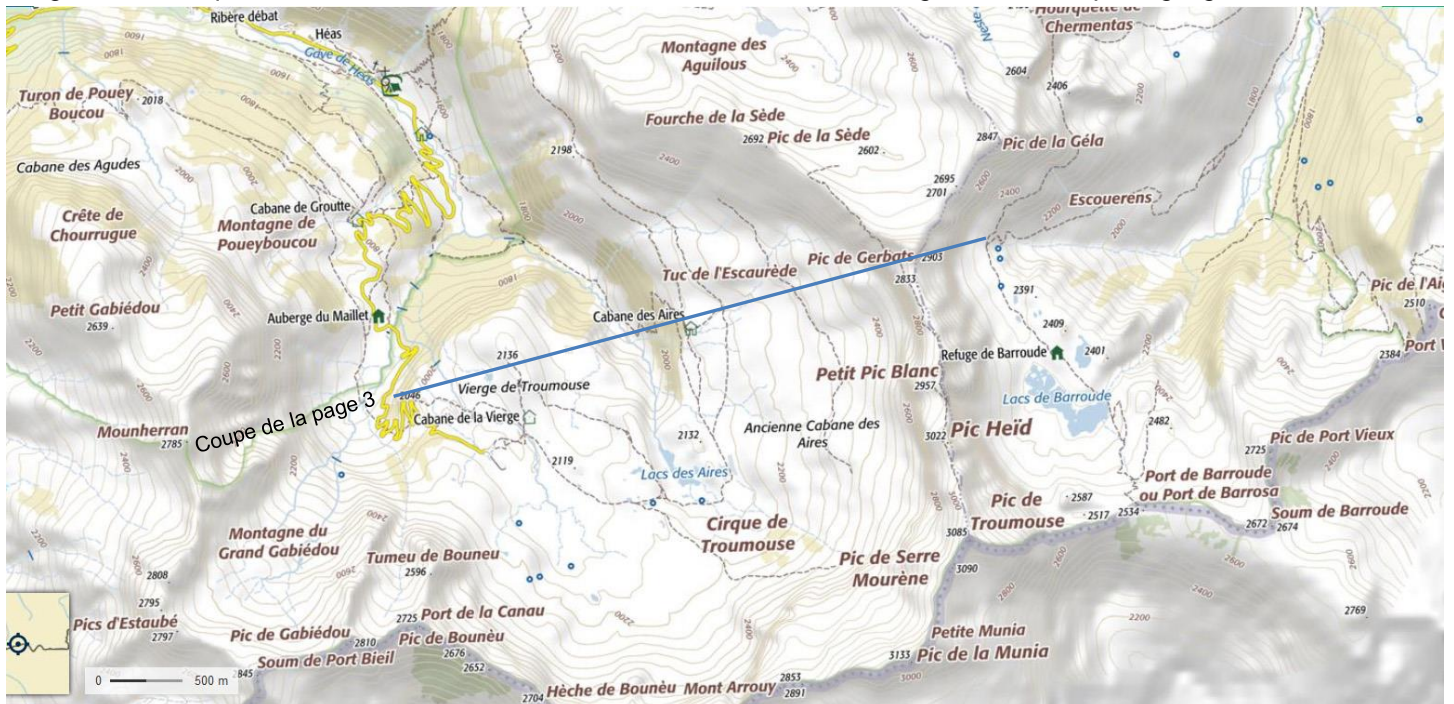 Ribère débat
Héas
Gave de Héas
Turon de Pouey
Boucou
2018
Cabane des Agudes
Crête de
Chourrugue
Cabane de Groutte
Montagne de
Poueyboucou
Petit Gabiédou
2639
Auberge du Maillet
Mounherran
2785
Coupe de la page 3
2046
Vierge de Troumouse
2136
Cabane de la Vierge
2119
Montagne des
Aguilous
Fourche de la Sède
2692 Pic de la Sède
2602
2198
Hourquette de
Chermentas
2604
2406
2847
Pic de la Géla
2695
2701
Escouerens
Pic de Gerbats
2903
2833
Tuc de l'Escaurède
Cabane des Aires
2391
2409
Refuge de Barroude
2401
Petit Pic Blanc
2957
Lacs de Barroude
Ancienne Cabane des
Aires
3022
Pic Heïd
2482
2132
Lacs des Aires
Cirque de
Troumouse
Pic de
Troumouse
2587
2517
2534
3085
Port de Barroude
ou Port de Barrosa
Pic de Port Vieux
2725
Soum de Barroude
2672
2674
2510
2384
Pic de Serre
Mourène
3090
2769
Montagne du
Grand Gabiédou
Tumeu de Bouneu
2596
2808
2795
Pics d'Estaubé
2797
2725 Port de la Canau
Pic de Gabiédou
2810
Pic de Bounèu
2676
2652
Soum de Port Bieil
2845
2704
Hèche de Bounèu
Mont Arrouy
2853
2891
Petite Munia
3133
Pic de la Munia
0
500 m